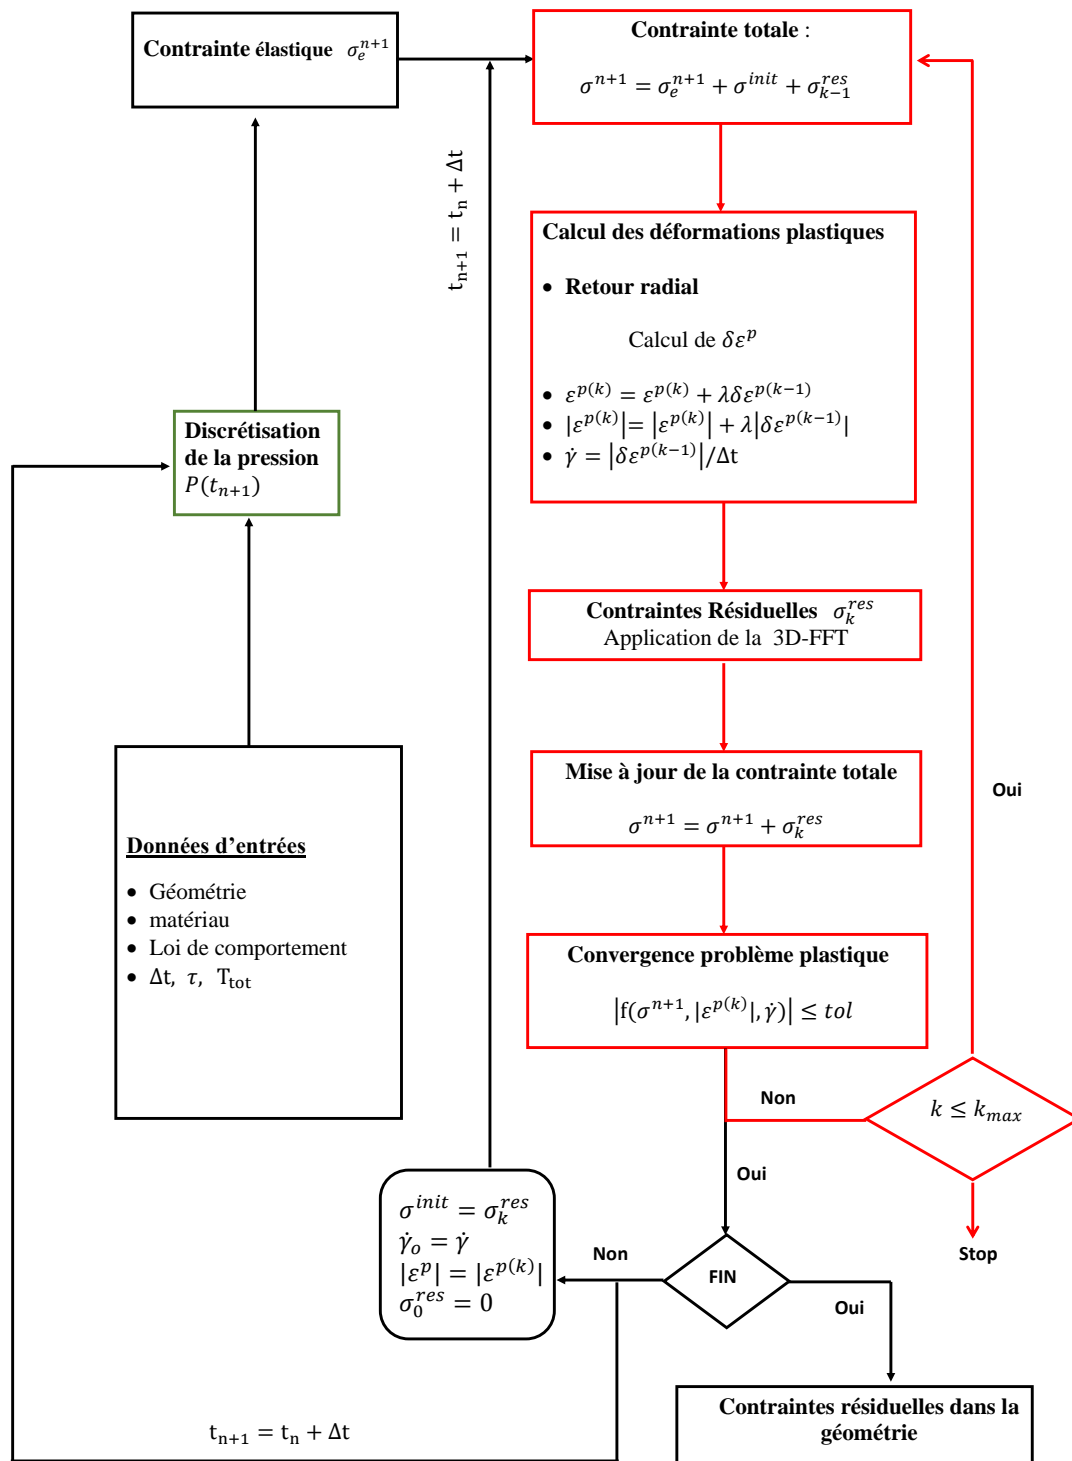 Contrainte élastique σ_e^{n+1}
Contrainte totale :
σ^{n+1} = σ_e^{n+1} + σ^{init} + σ_{k−1}^{res}
t_{n+1} = t_n + Δt
Calcul des déformations plastiques
• Retour radial
Calcul de δε^p
• ε^{p(k)} = ε^{p(k)} + λδε^{p(k−1)}
• |ε^{p(k)}|= |ε^{p(k)}| + λ|δε^{p(k−1)}|
• γ̇ = |δε^{p(k−1)}|/Δt
Discrétisation
de la pression
P(t_{n+1})
Contraintes Résiduelles σ_k^{res}
Application de la 3D-FFT
Mise à jour de la contrainte totale
σ^{n+1} = σ^{n+1} + σ_k^{res}
Oui
Données d’entrées
• Géométrie
• matériau
• Loi de comportement
• Δt, τ, T_{tot}
Convergence problème plastique
|f(σ^{n+1}, |ε^{p(k)}|, γ̇)| ≤ tol
Non
k ≤ k_{max}
Oui
Stop
σ^{init} = σ_k^{res}
γ̇_o = γ̇
|ε^p| = |ε^{p(k)}|
σ_0^{res} = 0
Non
FIN
Oui
Contraintes résiduelles dans la
géométrie
t_{n+1} = t_n + Δt